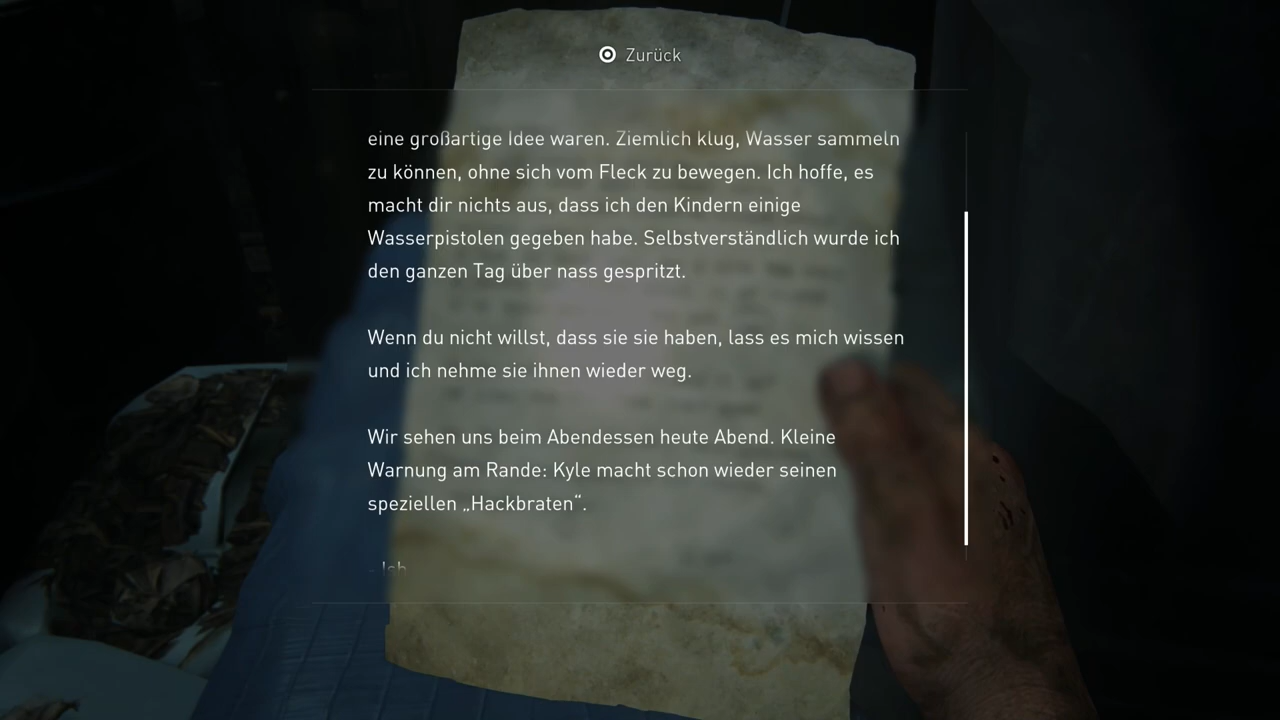 Zurück
eine großartige Idee waren. Ziemlich klug, Wasser sammeln
zu können, ohne sich vom Fleck zu bewegen. Ich hoffe, es
macht dir nichts aus, dass ich den Kindern einige
Wasserpistolen gegeben habe. Selbstverständlich wurde ich
den ganzen Tag über nass gespritzt.
Wenn du nicht willst, dass sie sie haben, lass es mich wissen
und ich nehme sie ihnen wieder weg.
Wir sehen uns beim Abendessen heute Abend. Kleine
Warnung am Rande: Kyle macht schon wieder seinen
speziellen „Hackbraten“.
- Ish